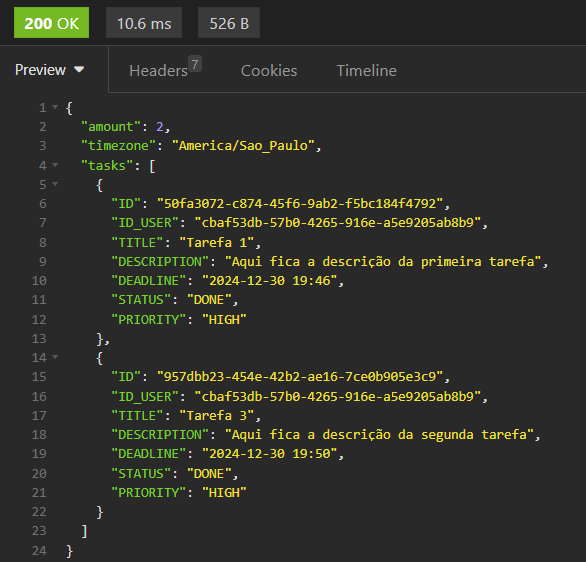 200 OK 10.6 ms 526 B
Preview Headers 7 Cookies Timeline
1 {
2 "amount": 2,
3 "timezone": "America/Sao_Paulo",
4 "tasks": [
5 {
6 "ID": "50fa3072-c874-45f6-9ab2-f5bc184f4792",
7 "ID_USER": "cbaf53db-57b0-4265-916e-a5e9205ab8b9",
8 "TITLE": "Tarefa 1",
9 "DESCRIPTION": "Aqui fica a descrição da primeira tarefa",
10 "DEADLINE": "2024-12-30 19:46",
11 "STATUS": "DONE",
12 "PRIORITY": "HIGH"
13 },
14 {
15 "ID": "957dbb23-454e-42b2-ae16-7ce0b905e3c9",
16 "ID_USER": "cbaf53db-57b0-4265-916e-a5e9205ab8b9",
17 "TITLE": "Tarefa 3",
18 "DESCRIPTION": "Aqui fica a descrição da segunda tarefa",
19 "DEADLINE": "2024-12-30 19:50",
20 "STATUS": "DONE",
21 "PRIORITY": "HIGH"
22 }
23 ]
24 }